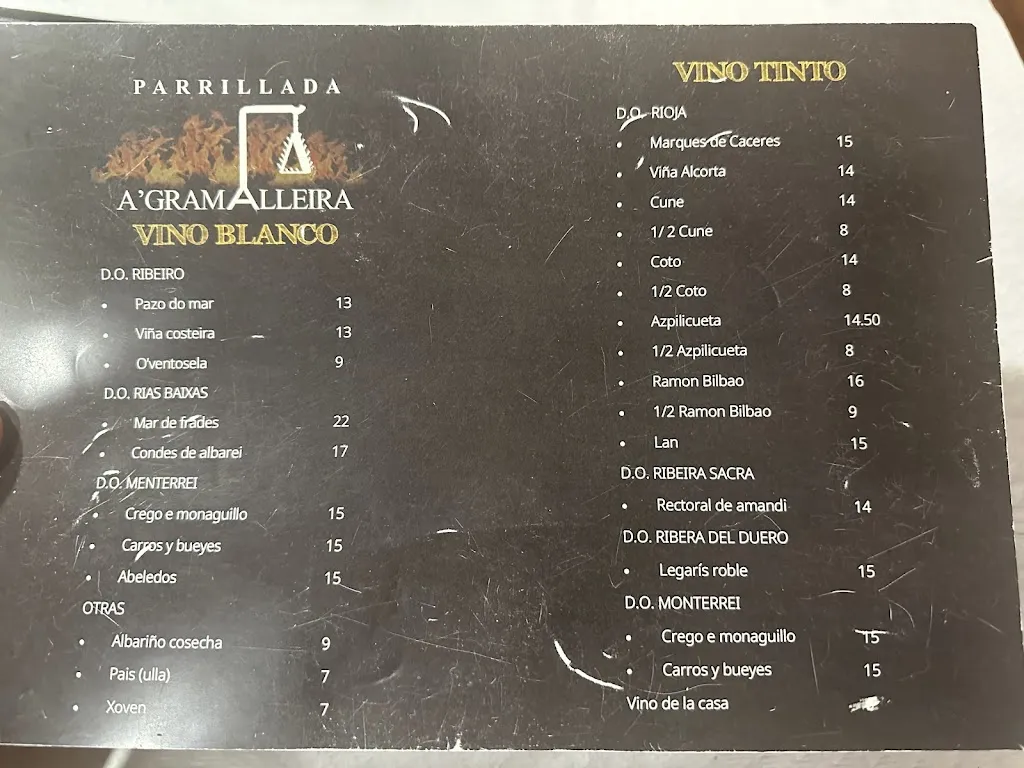 PARRILLADA
A'GRAMALLEIRA
VINO BLANCO
D.O. RIBEIRO
• Pazo do mar 13
• Viña costeira 13
• O'ventosela 9
D.O. RIAS BAIXAS
• Mar de frades 22
• Condes de albarei 17
D.O. MENTERREI
• Crego e monaguillo 15
• Carros y bueyes 15
• Abeledos 15
OTRAS
• Albariño cosecha 9
• Pais (ulla) 7
• Xoven 7
VINO TINTO
D.O. RIOJA
• Marques de Caceres 15
• Viña Alcorta 14
• Cune 14
• 1/ 2 Cune 8
• Coto 14
• 1/2 Coto 8
• Azpilicueta 14.50
• 1/2 Azpilicueta 8
• Ramon Bilbao 16
• 1/2 Ramon Bilbao 9
• Lan 15
D.O. RIBEIRA SACRA
• Rectoral de amandi 14
D.O. RIBERA DEL DUERO
• Legarís roble 15
D.O. MONTERREI
• Crego e monaguillo 15
• Carros y bueyes 15
Vino de la casa